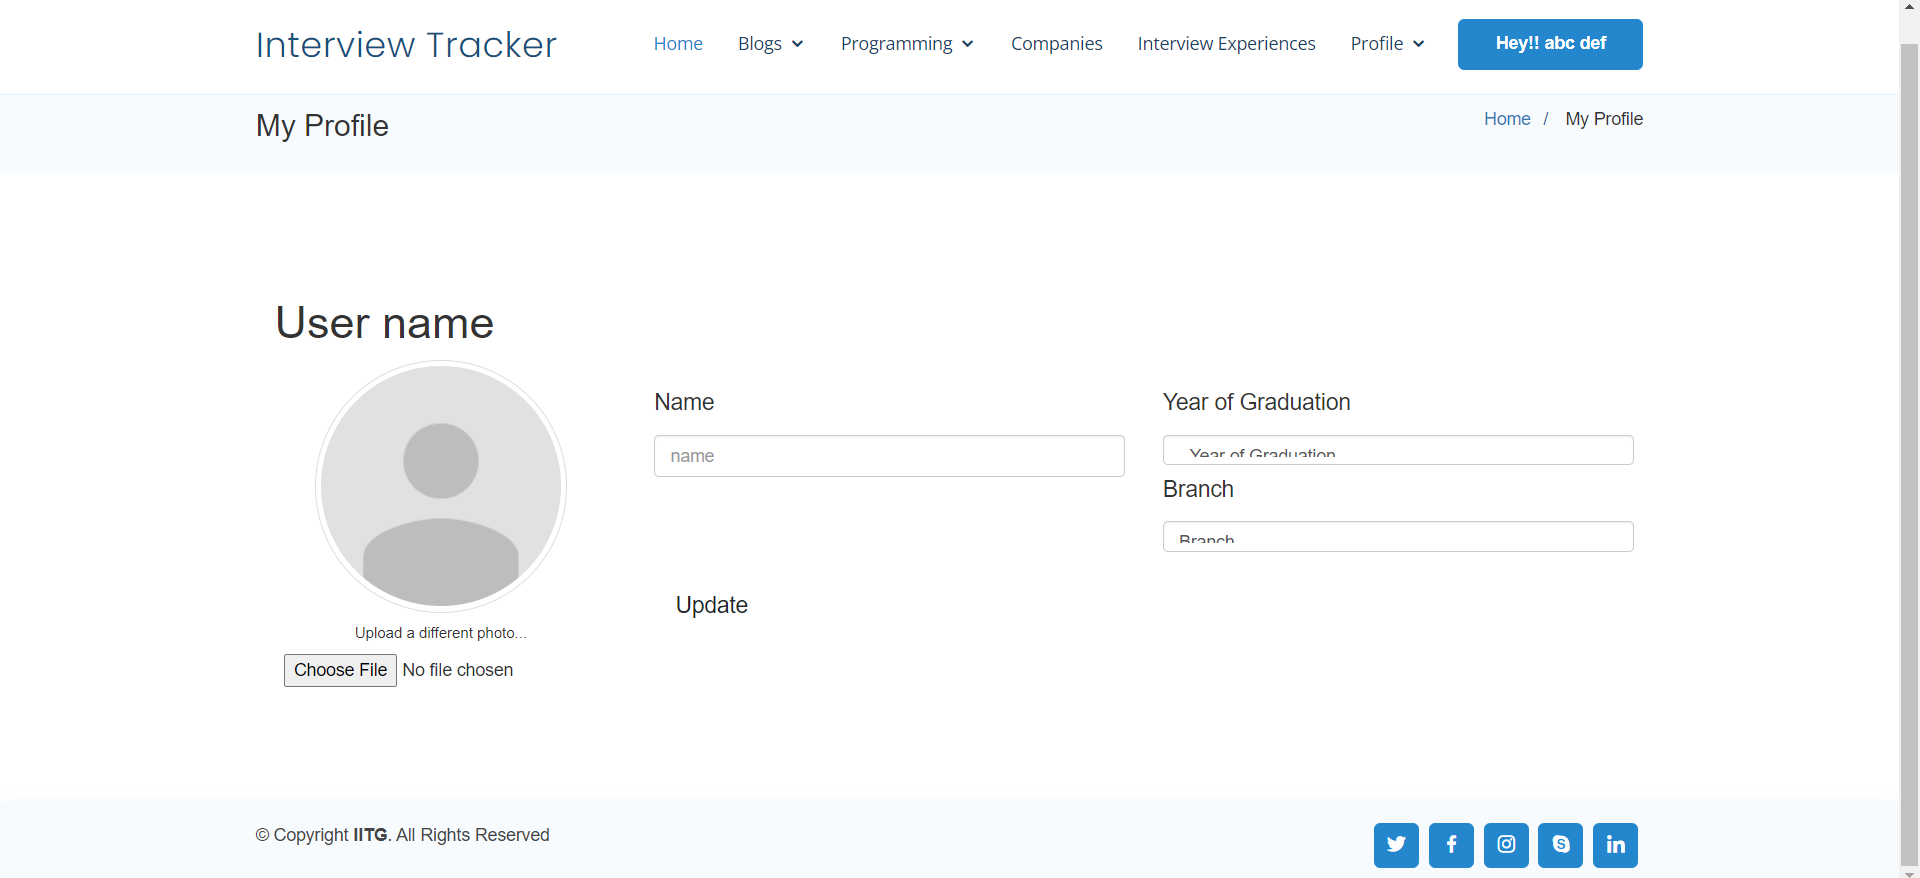 Interview Tracker
Home Blogs Programming Companies Interview Experiences Profile Hey!! abc def
My Profile
Home / My Profile
User name
Name
name
Year of Graduation
Year of Graduation
Branch
Branch
Update
Upload a different photo...
Choose File No file chosen
© Copyright IITG. All Rights Reserved